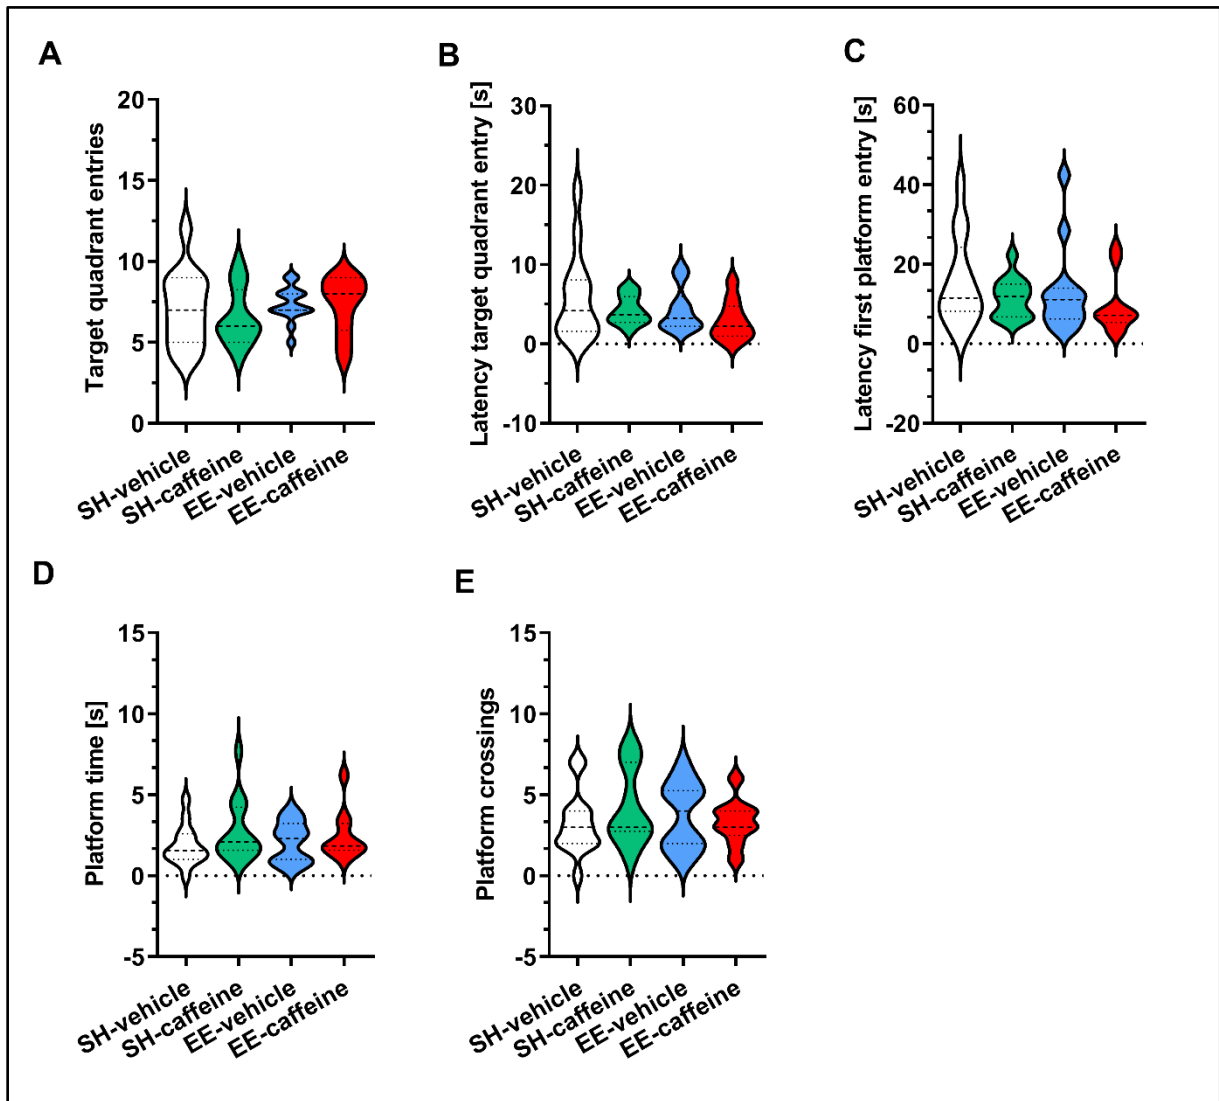 A
Target quadrant entries
20
15
10
5
0
SH-vehicle
SH-caffeine
EE-vehicle
EE-caffeine
B
Latency target quadrant entry [s]
30
20
10
0
-10
SH-vehicle
SH-caffeine
EE-vehicle
EE-caffeine
C
Latency first platform entry [s]
60
40
20
0
-20
SH-vehicle
SH-caffeine
EE-vehicle
EE-caffeine
D
Platform time [s]
15
10
5
0
-5
SH-vehicle
SH-caffeine
EE-vehicle
EE-caffeine
E
Platform crossings
15
10
5
0
-5
SH-vehicle
SH-caffeine
EE-vehicle
EE-caffeine